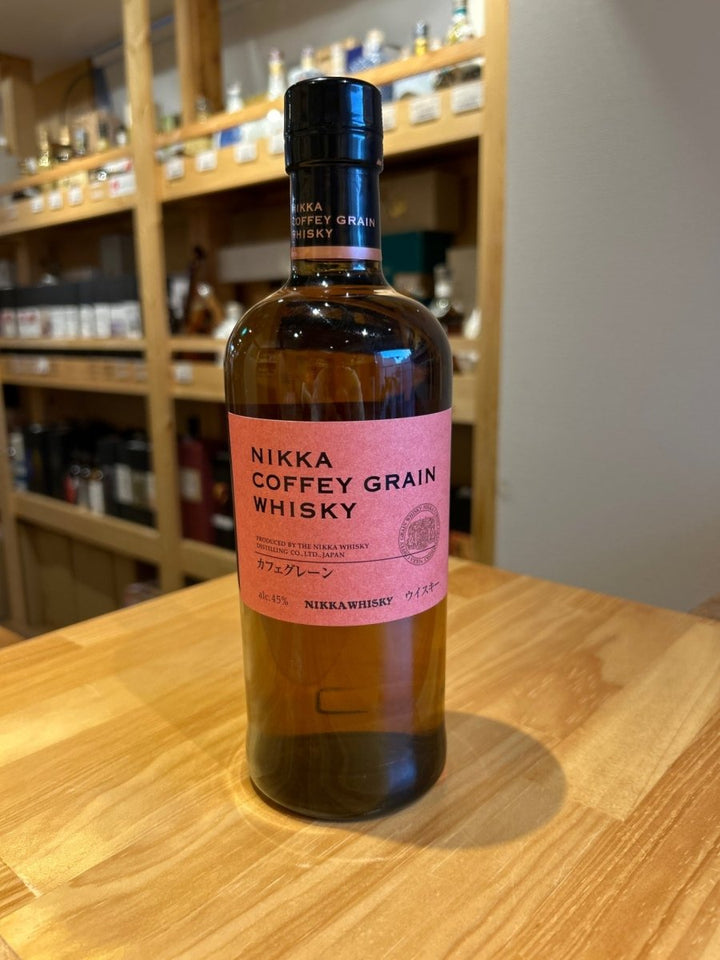 NIKKA
COFFEY GRAIN
WHISKY
NIKKA
COFFEY GRAIN
WHISKY
PRODUCED BY THE NIKKA WHISKY
DISTILLING CO., LTD., JAPAN
カフェグレーン
alc.45% NIKKAWHISKY ウイスキー